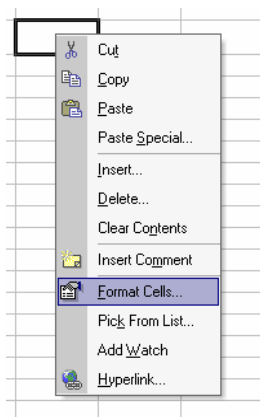 Cut
Copy
Paste
Paste Special...
Insert...
Delete...
Clear Contents
Insert Comment
Format Cells...
Pick From List...
Add Watch
Hyperlink...